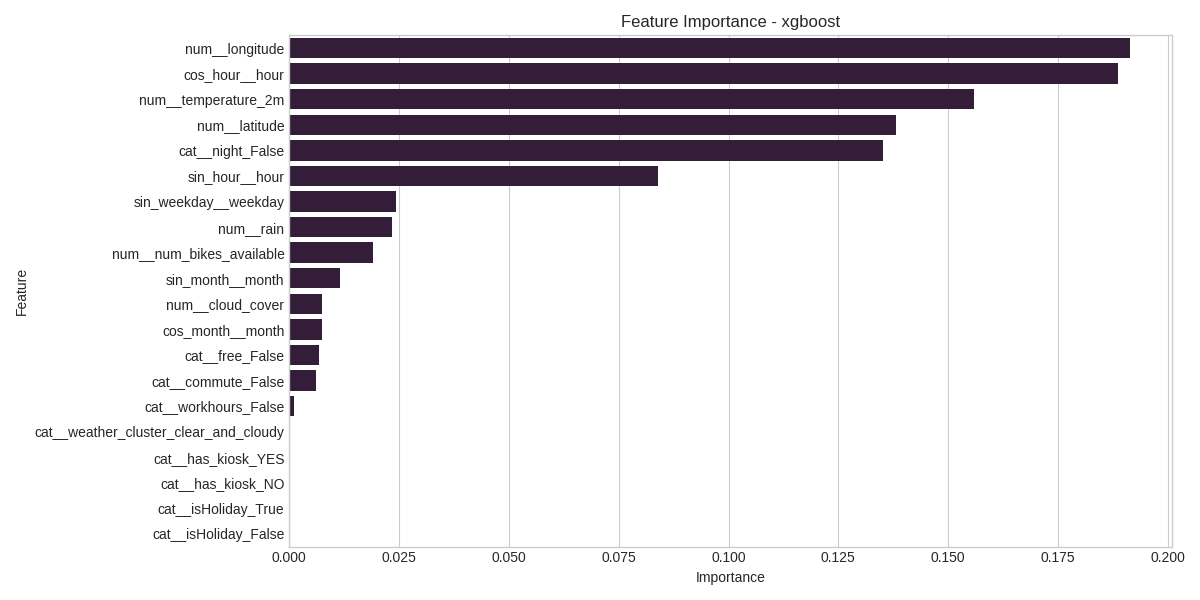 Feature Importance - xgboost
Feature
num__longitude
cos_hour__hour
num__temperature_2m
num__latitude
cat__night_False
sin_hour__hour
sin_weekday__weekday
num__rain
num__num_bikes_available
sin_month__month
num__cloud_cover
cos_month__month
cat__free_False
cat__commute_False
cat__workhours_False
cat__weather_cluster_clear_and_cloudy
cat__has_kiosk_YES
cat__has_kiosk_NO
cat__isHoliday_True
cat__isHoliday_False
0.000 0.025 0.050 0.075 0.100 0.125 0.150 0.175 0.200
Importance